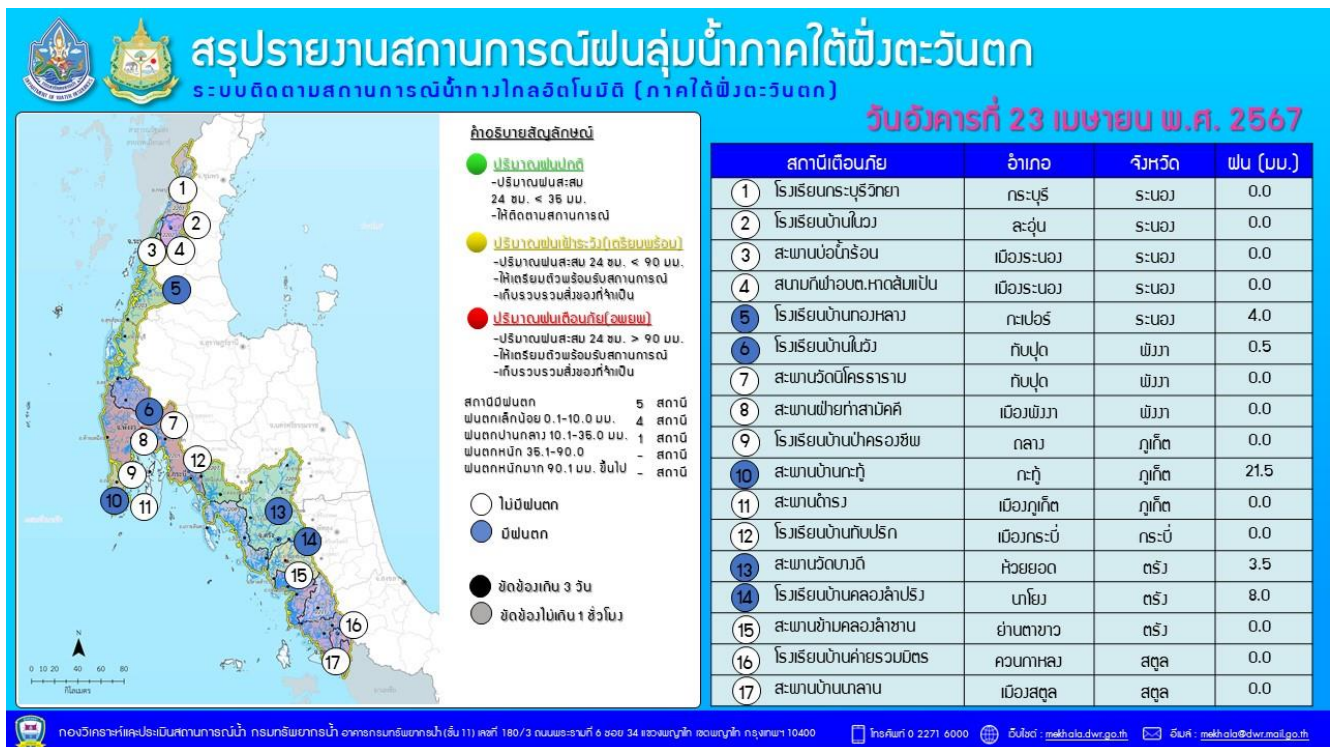 สรุปรายงานสถานการณ์ฝนลุ่มน้ำภาคใต้ฝั่งตะวันตก
ระบบติดตามสถานการณ์น้ำทางไกลอัตโนมัติ (ภาคใต้ฝั่งตะวันตก)
วันอังคารที่ 23 เมษายน พ.ศ. 2567
1
2
3 4
5
6
7
8
9
12
10
11
13
14
15
16
17
N
0 10 20 40 60 80
กิโลเมตร
คำอธิบายสัญลักษณ์
ปริมาณฝนปกติ
-ปริมาณฝนสะสม
24 ชม. < 35 มม.
-ให้ติดตามสถานการณ์
ปริมาณฝนเฝ้าระวัง(เตรียมพร้อม)
-ปริมาณฝนสะสม 24 ชม. < 90 มม.
-ให้เตรียมตัวพร้อมรับสถานการณ์
-เก็บรวบรวมสิ่งของที่จำเป็น
ปริมาณฝนเตือนภัย(อพยพ)
-ปริมาณฝนสะสม 24 ชม. > 90 มม.
-ให้เตรียมตัวพร้อมรับสถานการณ์
-เก็บรวบรวมสิ่งของที่จำเป็น
สถานีมีฝนตก 5 สถานี
ฝนตกเล็กน้อย 0.1-10.0 มม. 4 สถานี
ฝนตกปานกลาง 10.1-35.0 มม. 1 สถานี
ฝนตกหนัก 35.1-90.0 - สถานี
ฝนตกหนักมาก 90.1 มม. ขึ้นไป - สถานี
ไม่มีฝนตก
มีฝนตก
ขัดข้องเกิน 3 วัน
ขัดข้องไม่เกิน 1 ชั่วโมง
สถานีเตือนภัย อำเภอ จังหวัด ฝน (มม.)
1 โรงเรียนกระบุรีวิทยา กระบุรี ระนอง 0.0
2 โรงเรียนบ้านในวง ละอุ่น ระนอง 0.0
3 สะพานบ่อน้ำร้อน เมืองระนอง ระนอง 0.0
4 สนามกีฬาอบต.หาดส้มแป้น เมืองระนอง ระนอง 0.0
5 โรงเรียนบ้านทองหลาง กะเปอร์ ระนอง 4.0
6 โรงเรียนบ้านในวัง ทับปุด พังงา 0.5
7 สะพานวัดนิโครธาราม ทับปุด พังงา 0.0
8 สะพานฝ่ายท่าสามัคคี เมืองพังงา พังงา 0.0
9 โรงเรียนบ้านป่าครองชีพ ถลาง ภูเก็ต 0.0
10 สะพานบ้านกะทู้ กะทู้ ภูเก็ต 21.5
11 สะพานดำรง เมืองภูเก็ต ภูเก็ต 0.0
12 โรงเรียนบ้านทับปริก เมืองกระบี่ กระบี่ 0.0
13 สะพานวัดบางดี ห้วยยอด ตรัง 3.5
14 โรงเรียนบ้านคลองลำปริง นาโยง ตรัง 8.0
15 สะพานข้ามคลองลำชาน ย่านตาขาว ตรัง 0.0
16 โรงเรียนบ้านค่ายรวมมิตร ควนกาหลง สตูล 0.0
17 สะพานบ้านนาลาน เมืองสตูล สตูล 0.0
กองวิเคราะห์และประเมินสถานการณ์น้ำ กรมทรัพยากรน้ำ อาคารกรมทรัพยากรน้ำ (ชั้น 11) เลขที่ 180/3 ถนนพระรามที่ 6 ซอย 34 แขวงพญาไท เขตพญาไท กรุงเทพฯ 10400 โทรศัพท์ 0 2271 6000 เว็บไซต์ : mekhala.dwr.go.th อีเมล์ : mekhala@dwr.mail.go.th